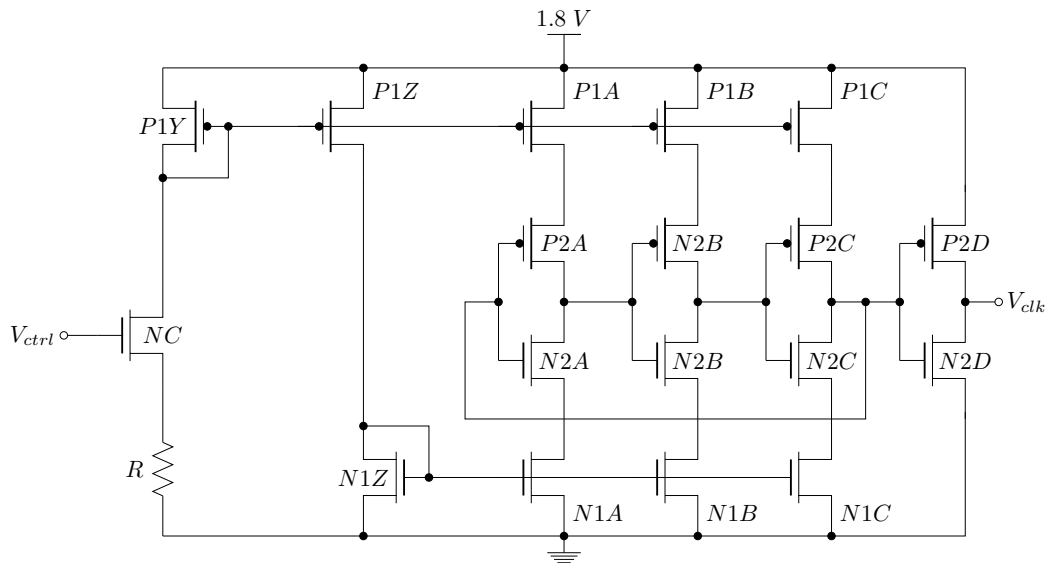 1.8 V
P1Y
P1Z
P1A
P1B
P1C
P2A
N2B
P2C
P2D
V_ctrl
NC
V_clk
N2A
N2B
N2C
N2D
R
N1Z
N1A
N1B
N1C